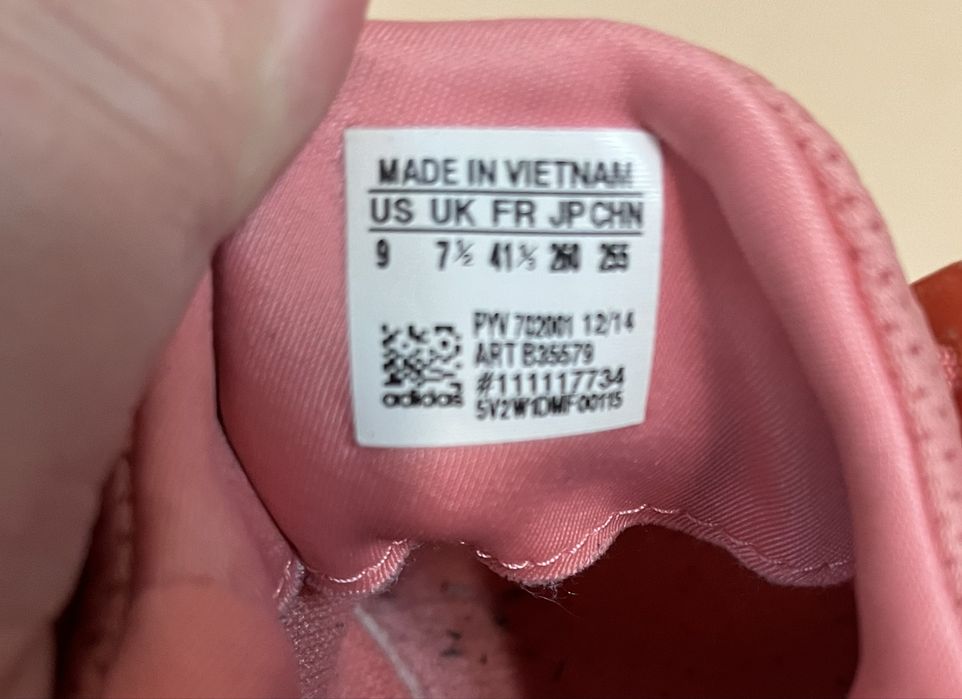 MADE IN VIETNAM
US UK FR JP CHN
9 7½ 41⅓ 260 255
PYV 702001 12/14
ART B35579
#111117734
adidas 5V2W1DMF00115